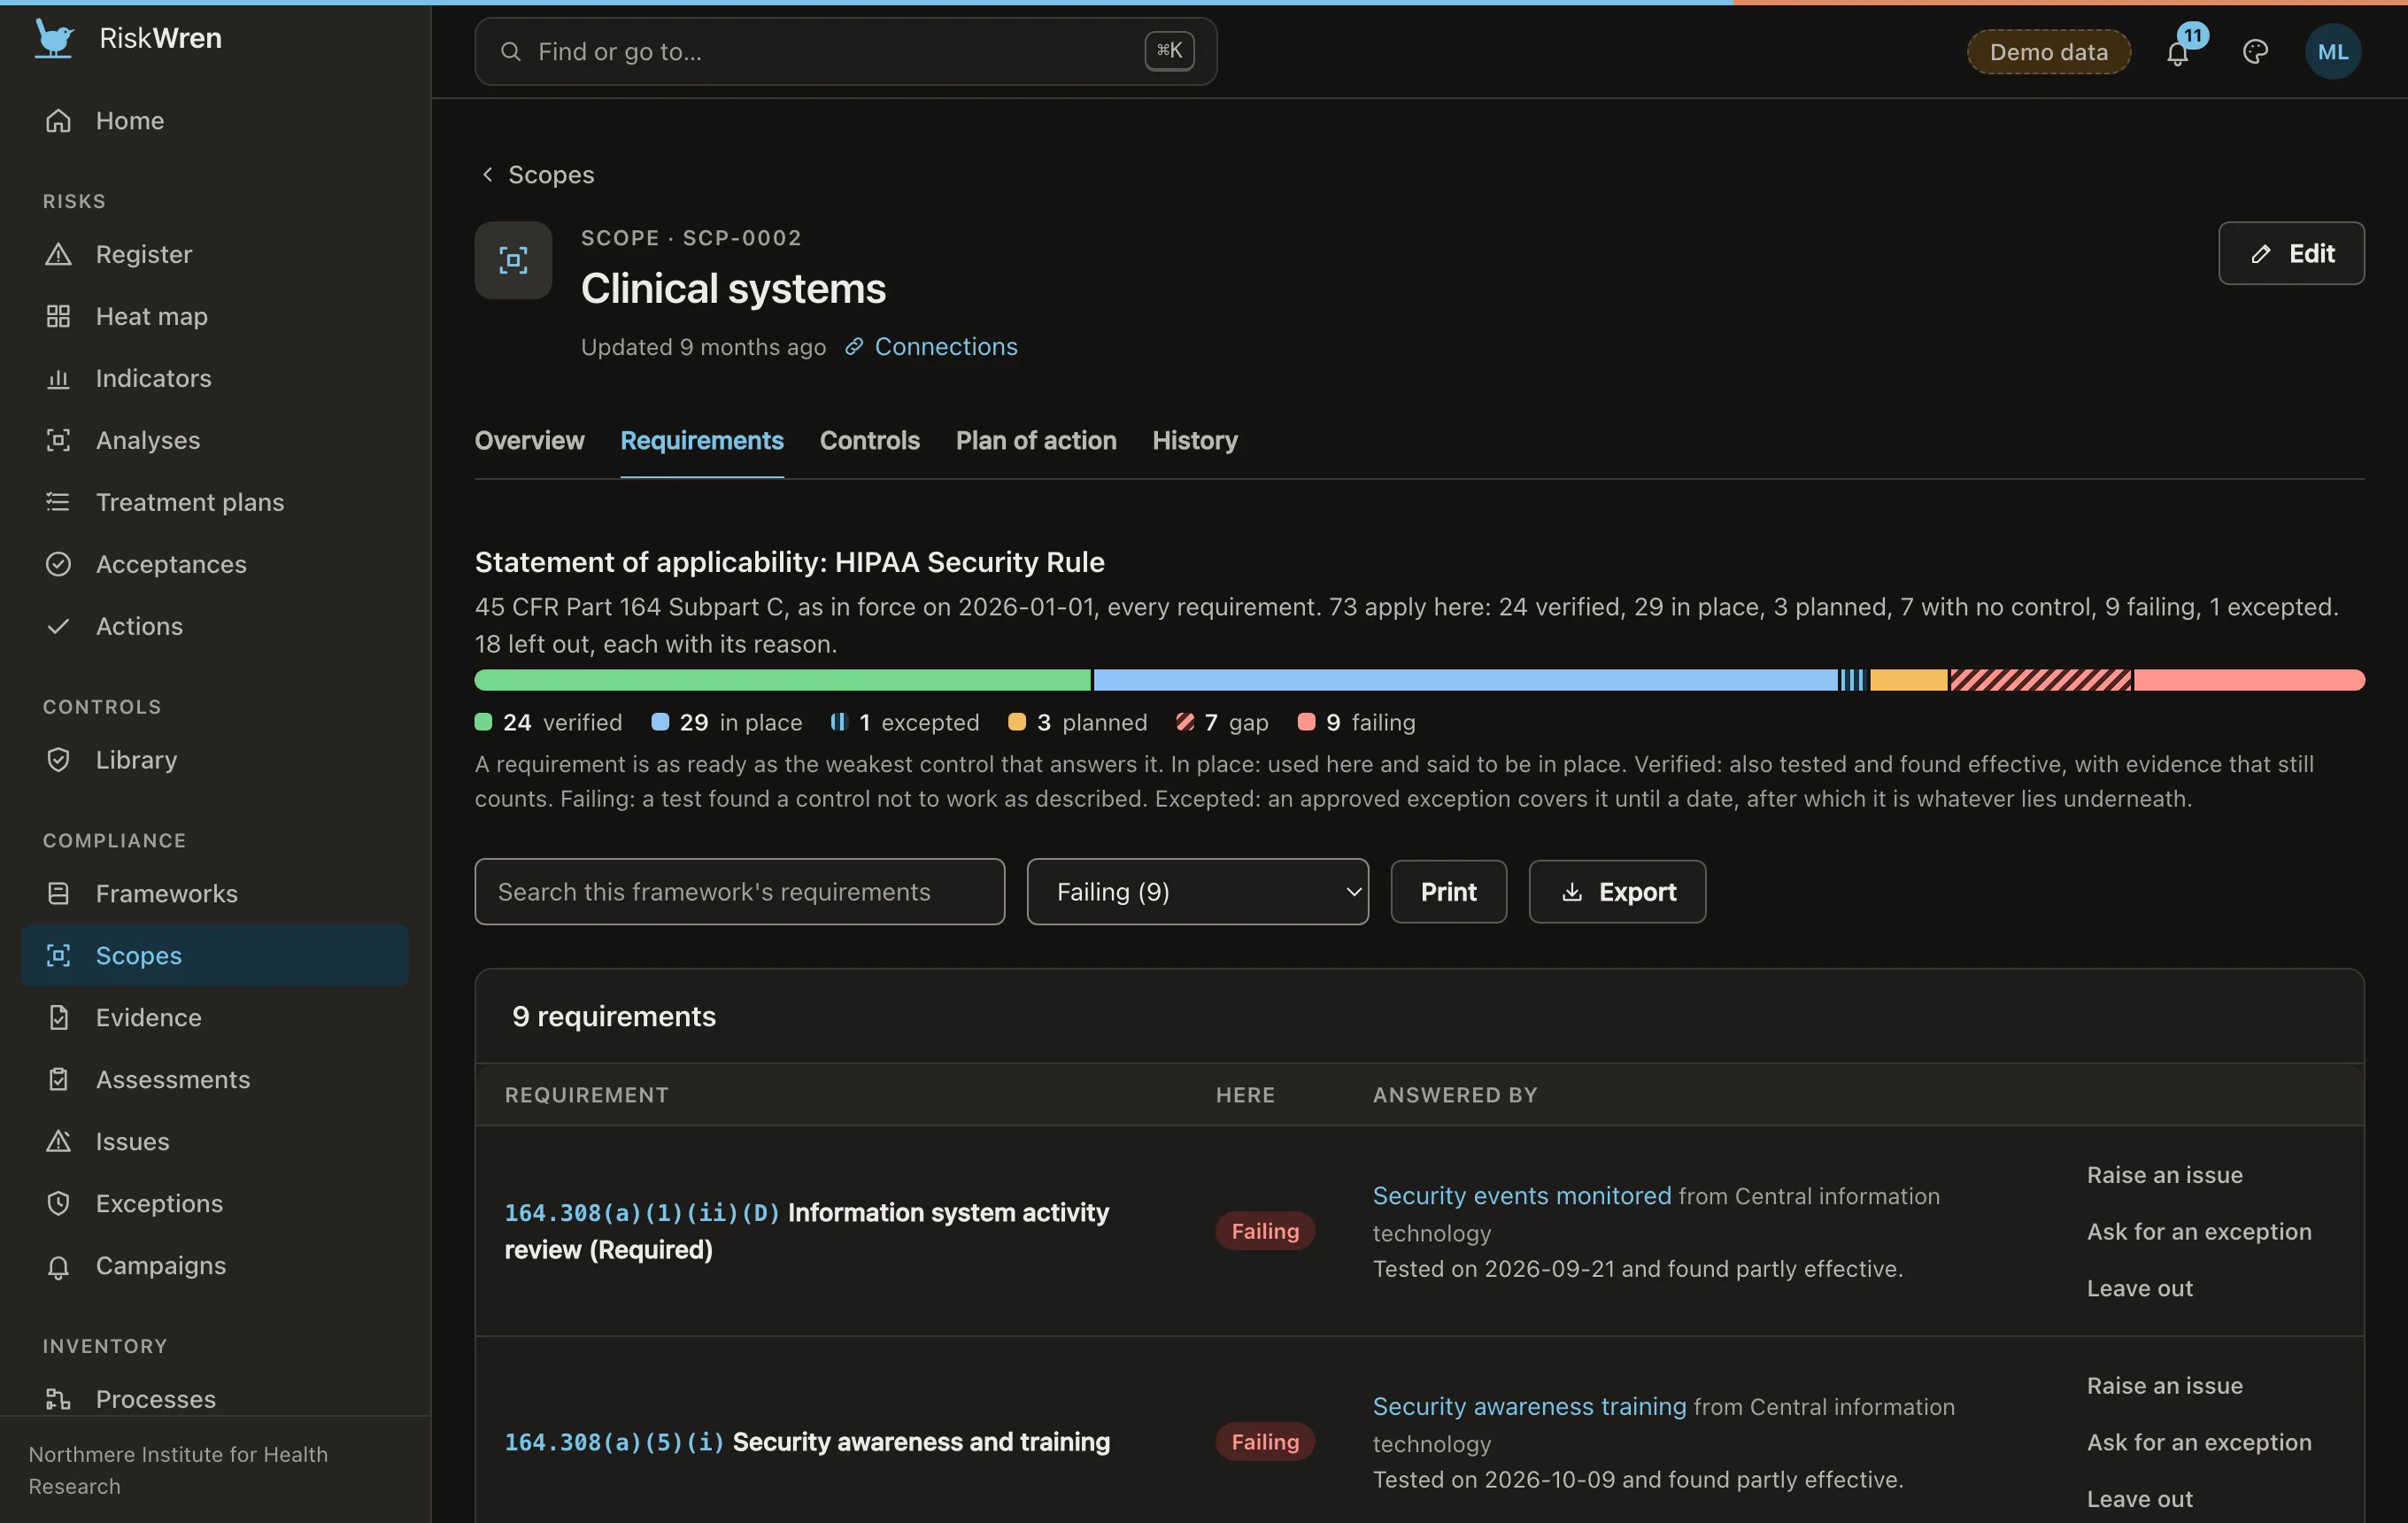 RiskWren
Find or go to...
⌘K
Demo data
11
ML
Home
RISKS
Register
Heat map
Indicators
Analyses
Treatment plans
Acceptances
Actions
CONTROLS
Library
COMPLIANCE
Frameworks
Scopes
Evidence
Assessments
Issues
Exceptions
Campaigns
INVENTORY
Processes
Northmere Institute for Health
Research
Scopes
SCOPE · SCP-0002
Clinical systems
Updated 9 months ago
Connections
Edit
Overview
Requirements
Controls
Plan of action
History
Statement of applicability: HIPAA Security Rule
45 CFR Part 164 Subpart C, as in force on 2026-01-01, every requirement. 73 apply here: 24 verified, 29 in place, 3 planned, 7 with no control, 9 failing, 1 excepted.
18 left out, each with its reason.
24 verified
29 in place
1 excepted
3 planned
7 gap
9 failing
A requirement is as ready as the weakest control that answers it. In place: used here and said to be in place. Verified: also tested and found effective, with evidence that still
counts. Failing: a test found a control not to work as described. Excepted: an approved exception covers it until a date, after which it is whatever lies underneath.
Search this framework's requirements
Failing (9)
Print
Export
9 requirements
REQUIREMENT
HERE
ANSWERED BY
164.308(a)(1)(ii)(D) Information system activity
review (Required)
Failing
Security events monitored from Central information
technology
Tested on 2026-09-21 and found partly effective.
Raise an issue
Ask for an exception
Leave out
164.308(a)(5)(i) Security awareness and training
Failing
Security awareness training from Central information
technology
Tested on 2026-10-09 and found partly effective.
Raise an issue
Ask for an exception
Leave out